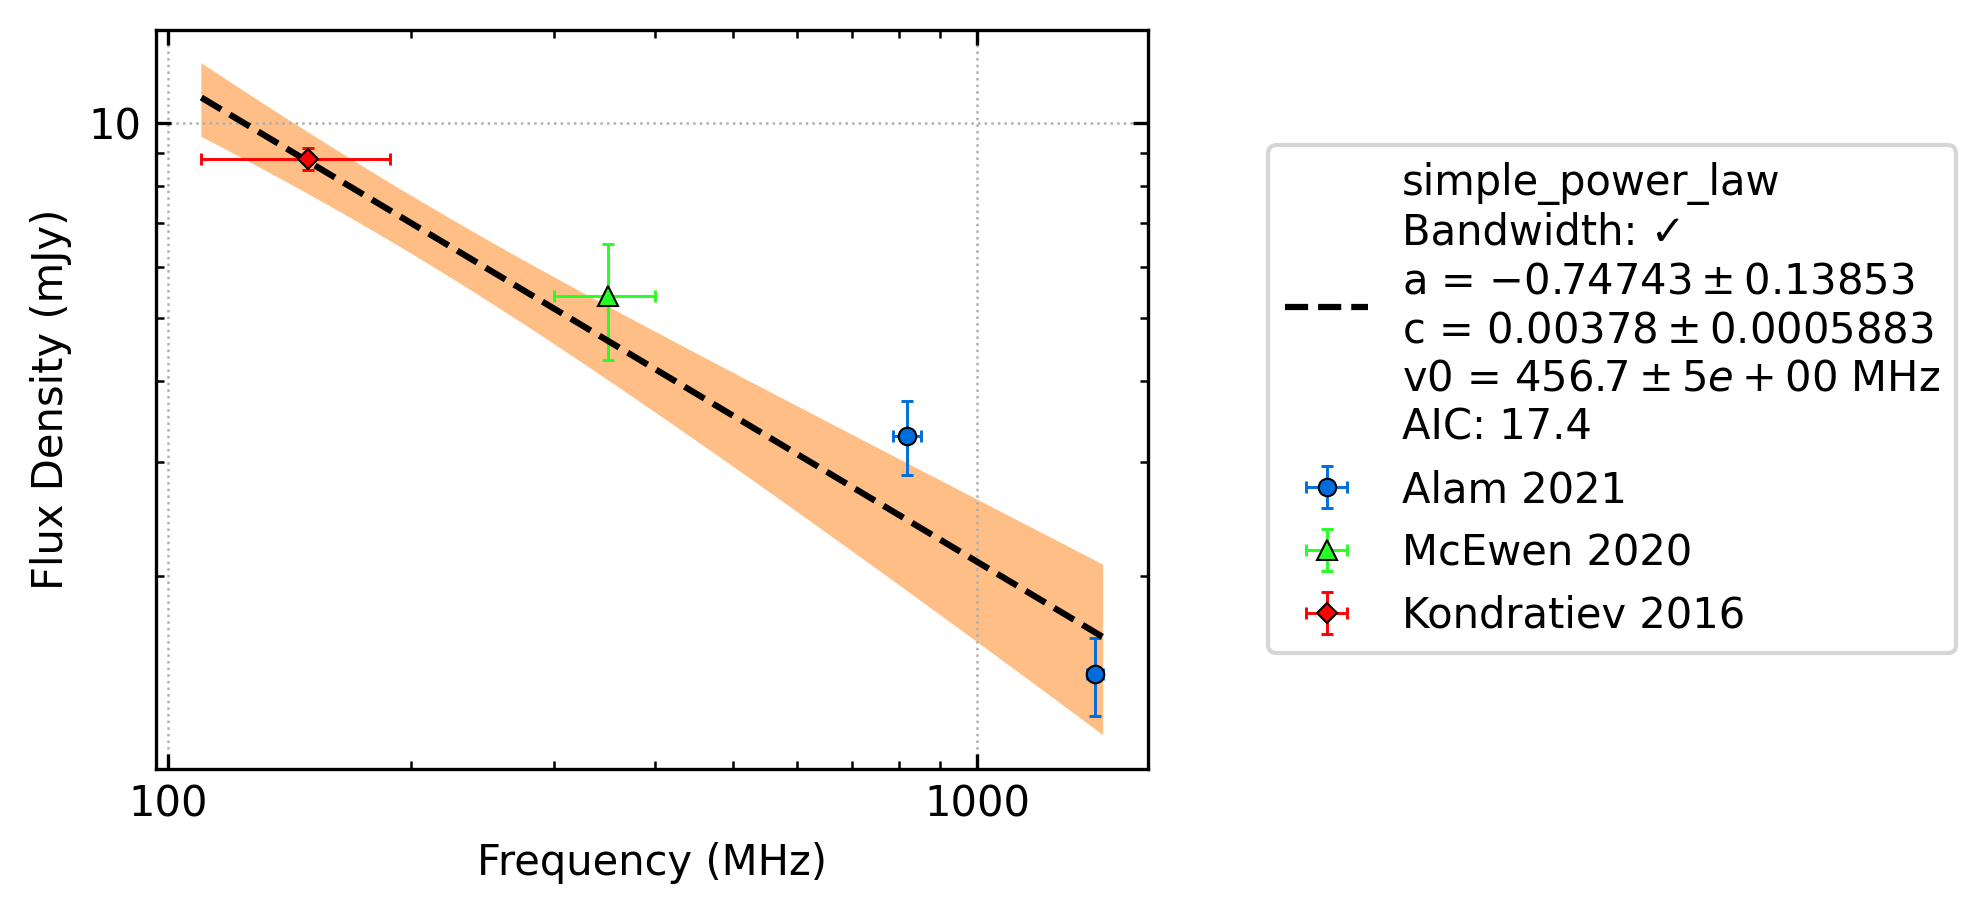 10
Flux Density (mJy)
100
1000
Frequency (MHz)
simple_power_law
Bandwidth: ✓
a = −0.74743 ± 0.13853
c = 0.00378 ± 0.0005883
v0 = 456.7 ± 5e + 00 MHz
AIC: 17.4
Alam 2021
McEwen 2020
Kondratiev 2016